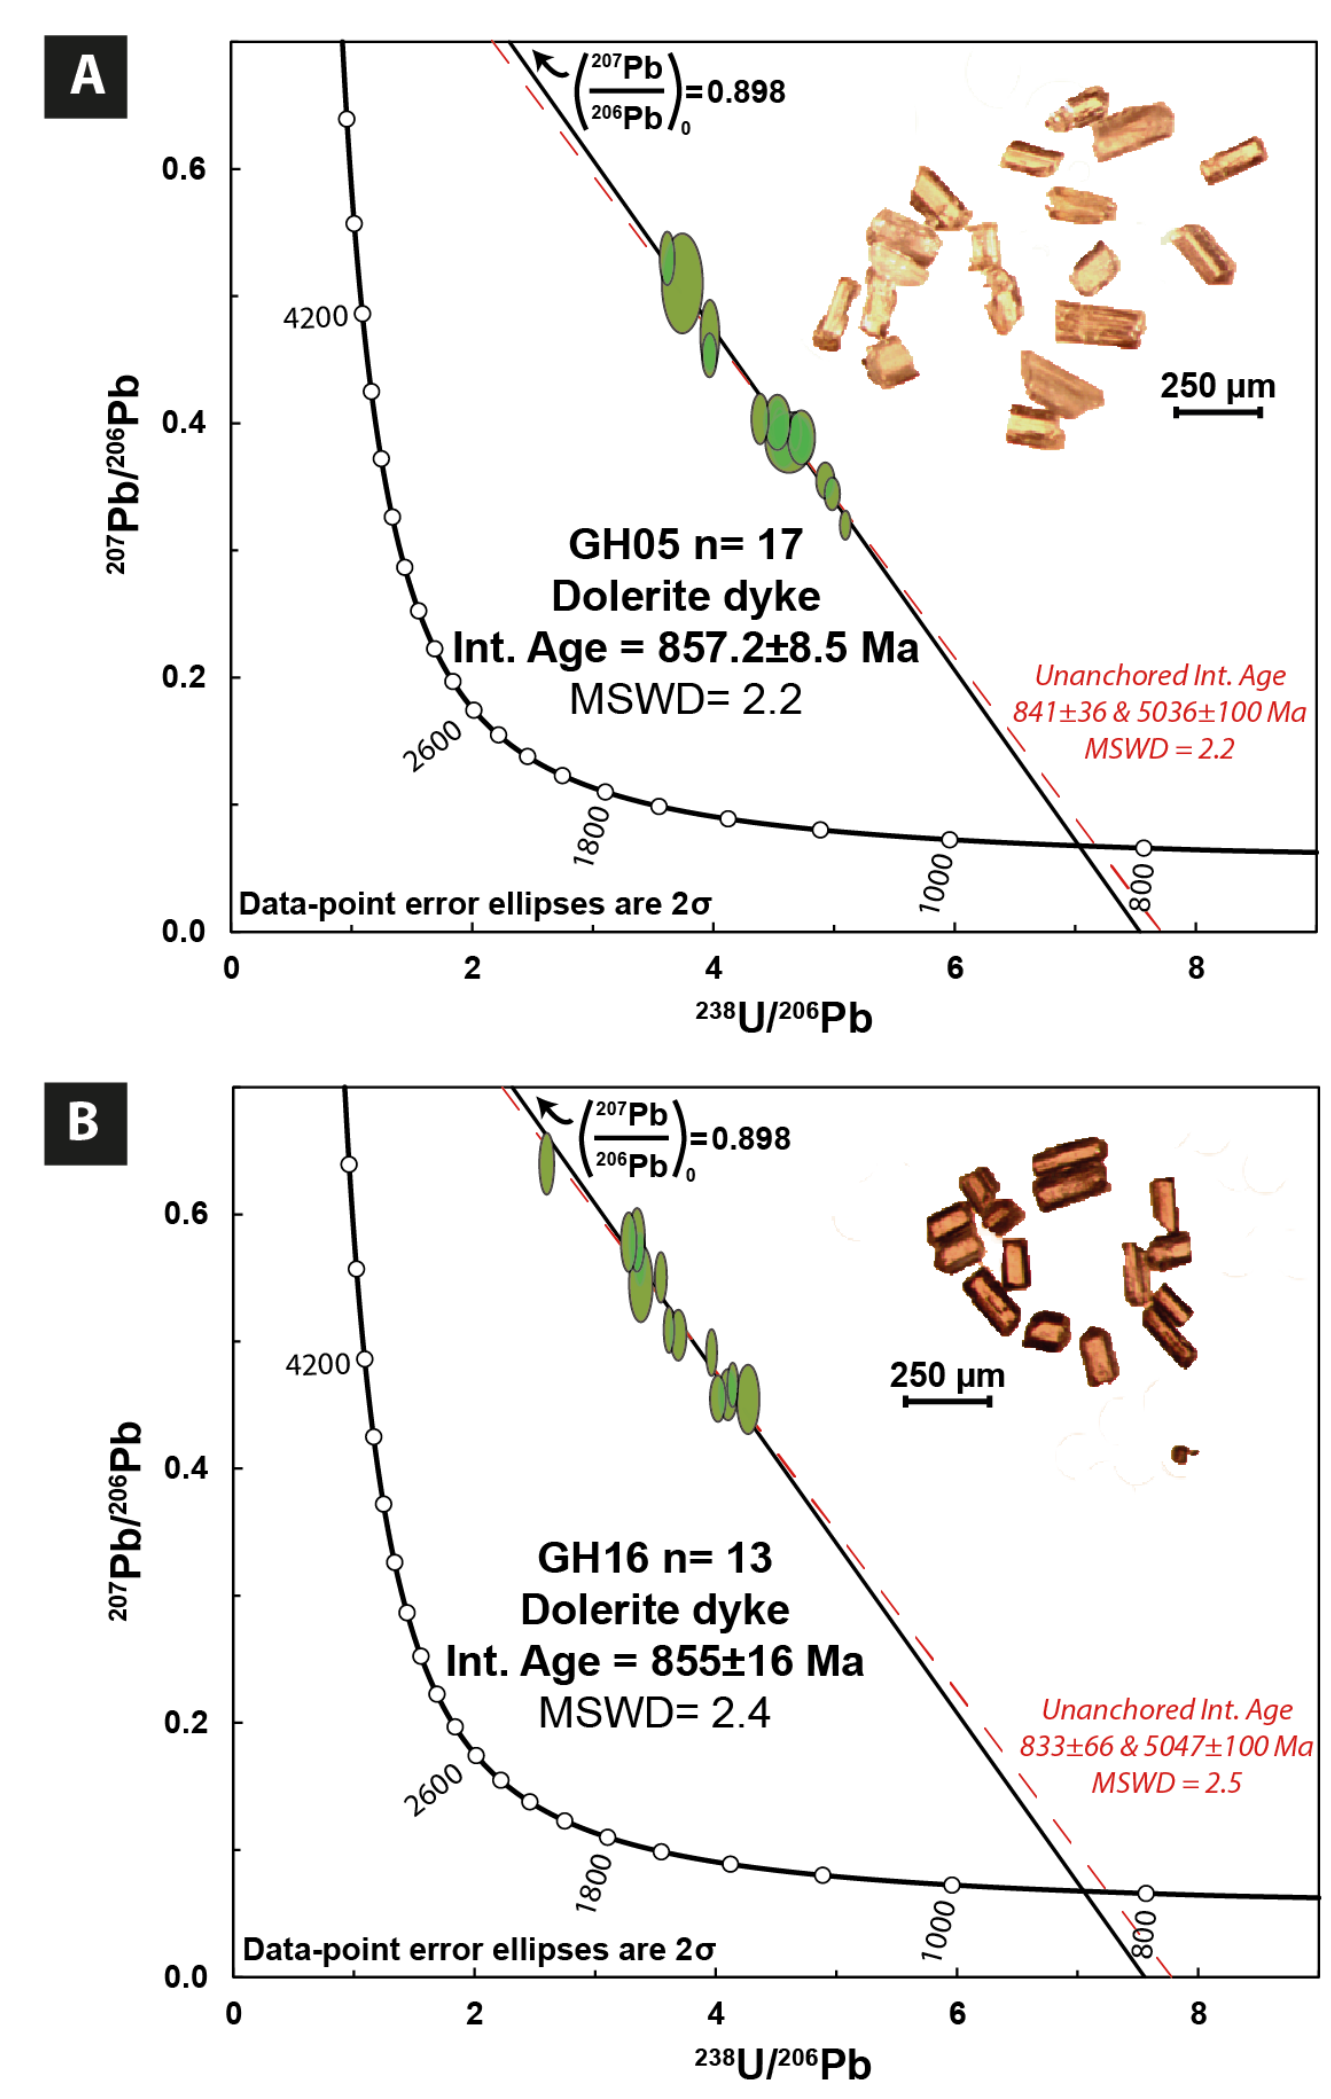 A
(207Pb/206Pb)0 = 0.898
0.6
4200
250 µm
0.4
207Pb/206Pb
GH05 n= 17
Dolerite dyke
Int. Age = 857.2±8.5 Ma
MSWD= 2.2
0.2
Unanchored Int. Age
841±36 & 5036±100 Ma
MSWD = 2.2
2600
1800
1000
800
Data-point error ellipses are 2σ
0.0
0 2 4 6 8
238U/206Pb
B
(207Pb/206Pb)0 = 0.898
0.6
4200
250 µm
0.4
207Pb/206Pb
GH16 n= 13
Dolerite dyke
Int. Age = 855±16 Ma
MSWD= 2.4
0.2
Unanchored Int. Age
833±66 & 5047±100 Ma
MSWD = 2.5
2600
1800
1000
800
Data-point error ellipses are 2σ
0.0
0 2 4 6 8
238U/206Pb